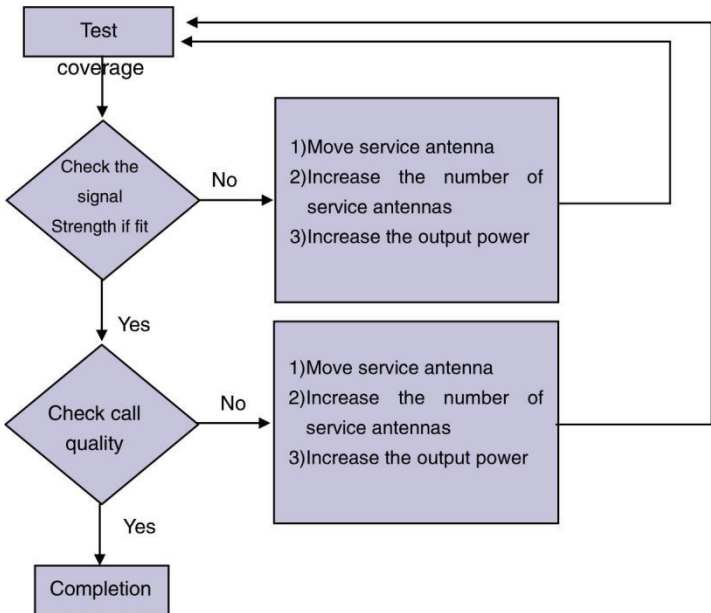 Test
coverage
Check the
signal
Strength if fit
No
1)Move service antenna
2)Increase the number of
service antennas
3)Increase the output power
Yes
Check call
quality
No
1)Move service antenna
2)Increase the number of
service antennas
3)Increase the output power
Yes
Completion